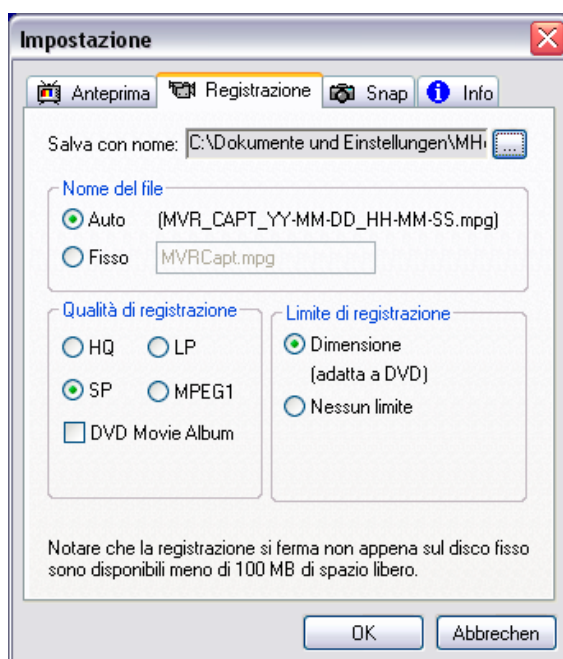 Impostazione
Anteprima Registrazione Snap Info
Salva con nome: C:\Dokumente und Einstellungen\MH ...
Nome del file
Auto (MVR_CAPT_YY-MM-DD_HH-MM-SS.mpg)
Fisso MVRCapt.mpg
Qualità di registrazione
HQ LP
SP MPEG1
DVD Movie Album
Limite di registrazione
Dimensione
(adatta a DVD)
Nessun limite
Notare che la registrazione si ferma non appena sul disco fisso
sono disponibili meno di 100 MB di spazio libero.
OK Abbrechen